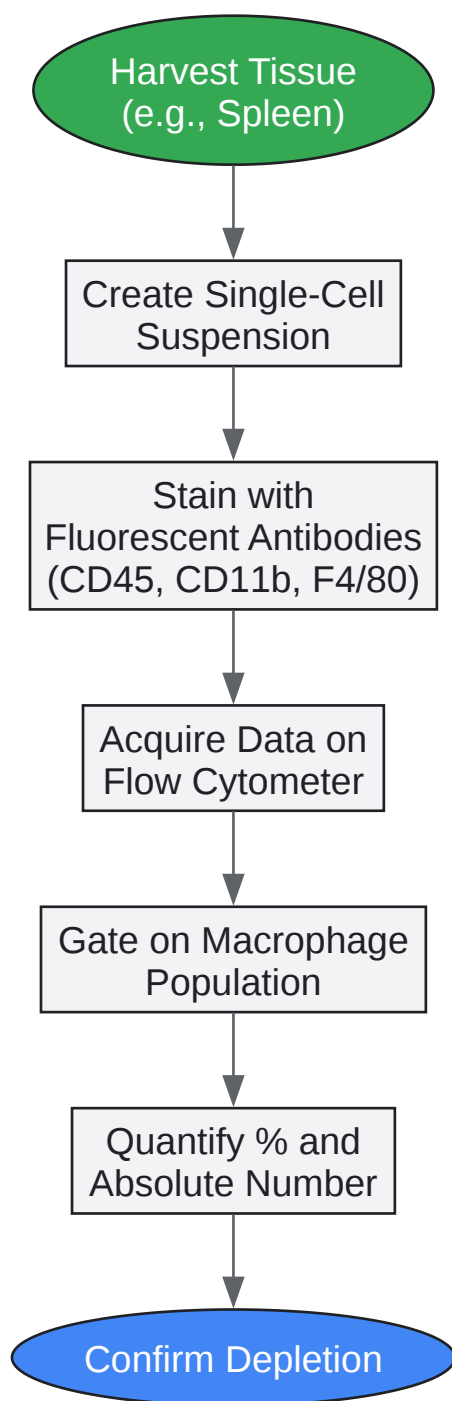 Harvest Tissue
(e.g., Spleen)
Create Single-Cell
Suspension
Stain with
Fluorescent Antibodies
(CD45, CD11b, F4/80)
Acquire Data on
Flow Cytometer
Gate on Macrophage
Population
Quantify % and
Absolute Number
Confirm Depletion